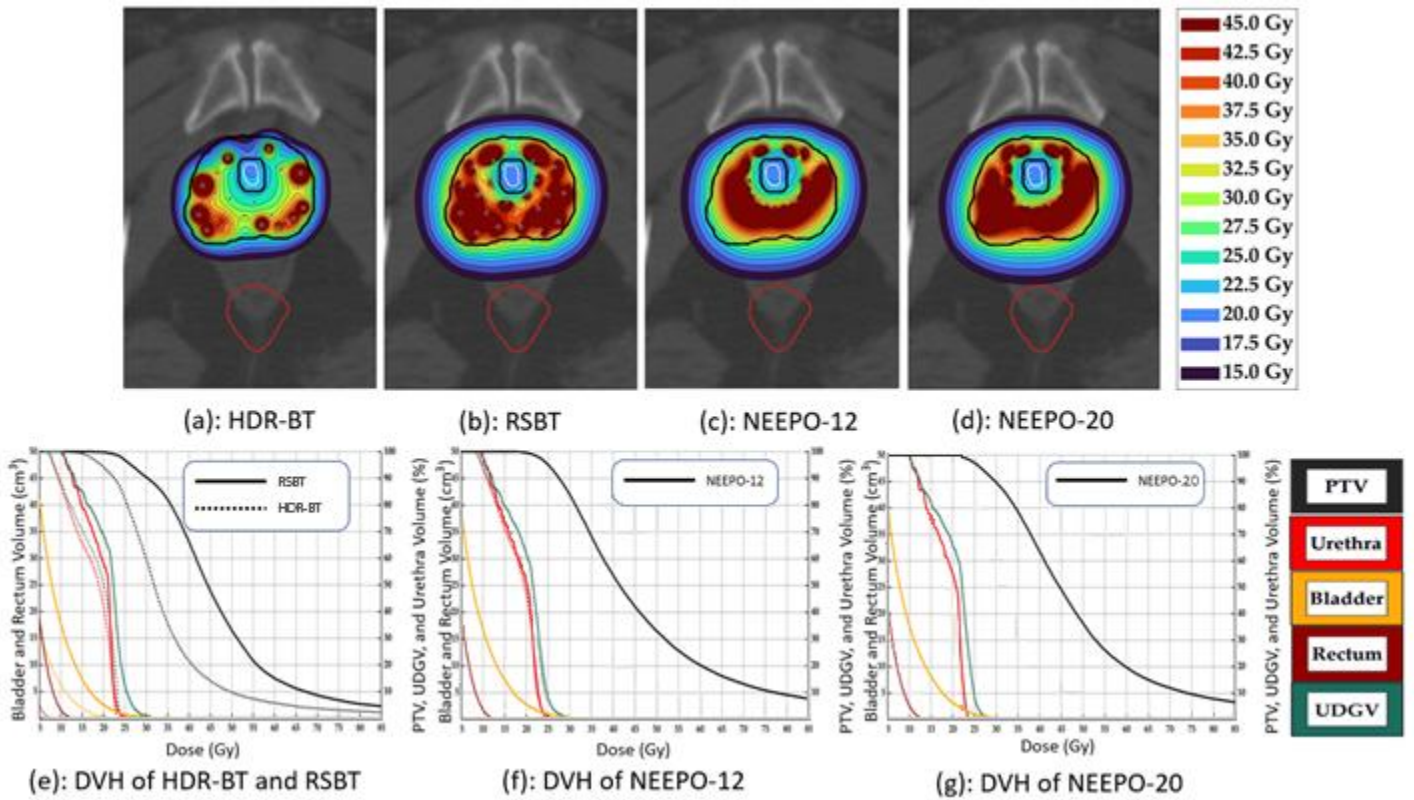 45.0 Gy
42.5 Gy
40.0 Gy
37.5 Gy
35.0 Gy
32.5 Gy
30.0 Gy
27.5 Gy
25.0 Gy
22.5 Gy
20.0 Gy
17.5 Gy
15.0 Gy
(a): HDR-BT
(b): RSBT
(c): NEEPO-12
(d): NEEPO-20
Bladder and Rectum Volume (cm³)
RSBT
HDR-BT
PTV, UDGV, and Urethra Volume (%)
Dose (Gy)
(e): DVH of HDR-BT and RSBT
Bladder and Rectum Volume (cm³)
NEEPO-12
PTV, UDGV, and Urethra Volume (%)
Dose (Gy)
(f): DVH of NEEPO-12
Bladder and Rectum Volume (cm³)
NEEPO-20
PTV, UDGV, and Urethra Volume (%)
Dose (Gy)
(g): DVH of NEEPO-20
PTV
Urethra
Bladder
Rectum
UDGV